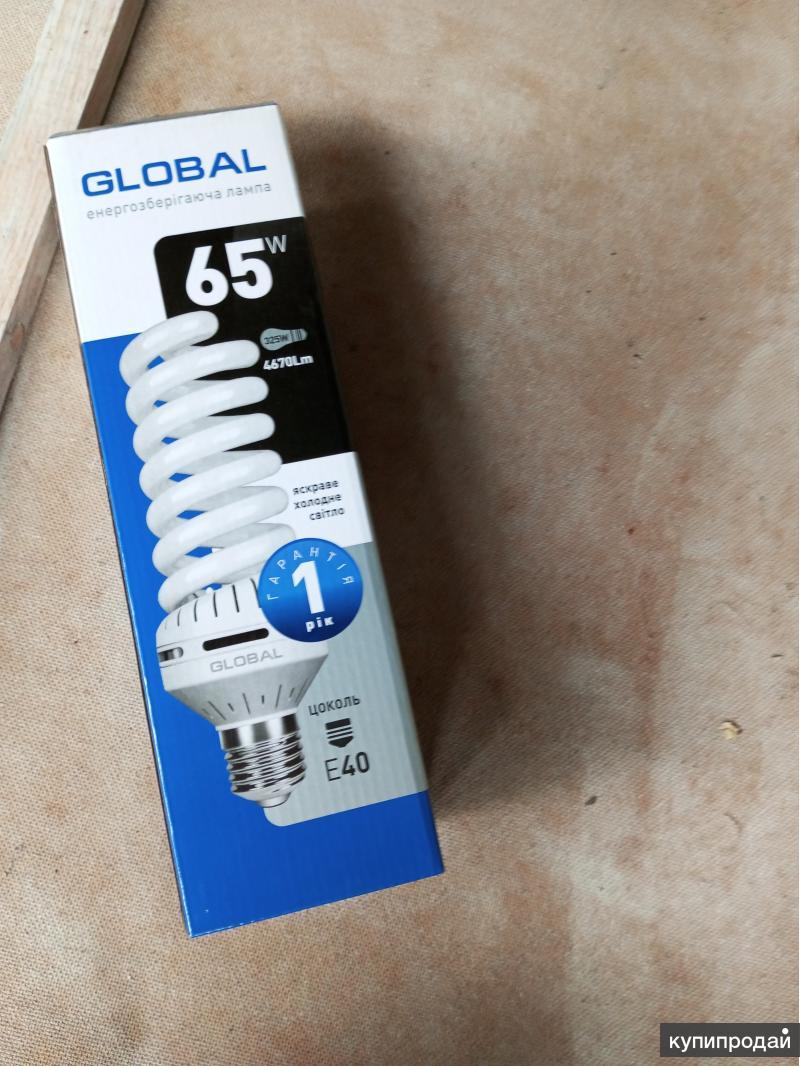 GLOBAL
енергозберігаюча лампа
65W
325W
4670Lm
яскраве
холодне
світло
ГАРАНТІЯ
1
рік
GLOBAL
цоколь
E40
купипродай